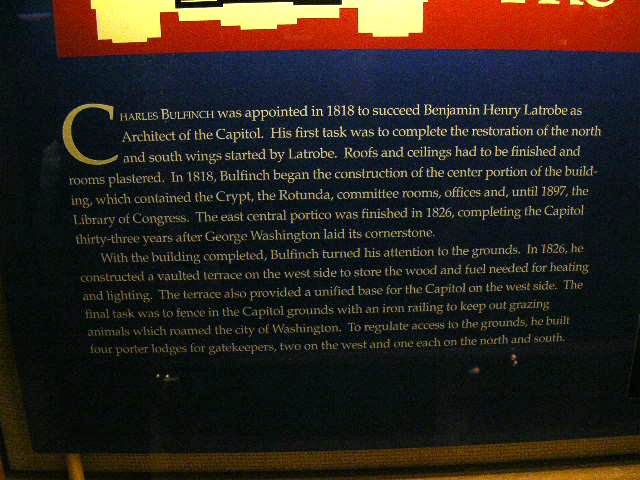 CHARLES BULFINCH was appointed in 1818 to succeed Benjamin Henry Latrobe as
Architect of the Capitol. His first task was to complete the restoration of the north
and south wings started by Latrobe. Roofs and ceilings had to be finished and
rooms plastered. In 1818, Bulfinch began the construction of the center portion of the build-
ing, which contained the Crypt, the Rotunda, committee rooms, offices and, until 1897, the
Library of Congress. The east central portico was finished in 1826, completing the Capitol
thirty-three years after George Washington laid its cornerstone.
With the building completed, Bulfinch turned his attention to the grounds. In 1826, he
constructed a vaulted terrace on the west side to store the wood and fuel needed for heating
and lighting. The terrace also provided a unified base for the Capitol on the west side. The
final task was to fence in the Capitol grounds with an iron railing to keep out grazing
animals which roamed the city of Washington. To regulate access to the grounds, he built
four porter lodges for gatekeepers, two on the west and one each on the north and south.